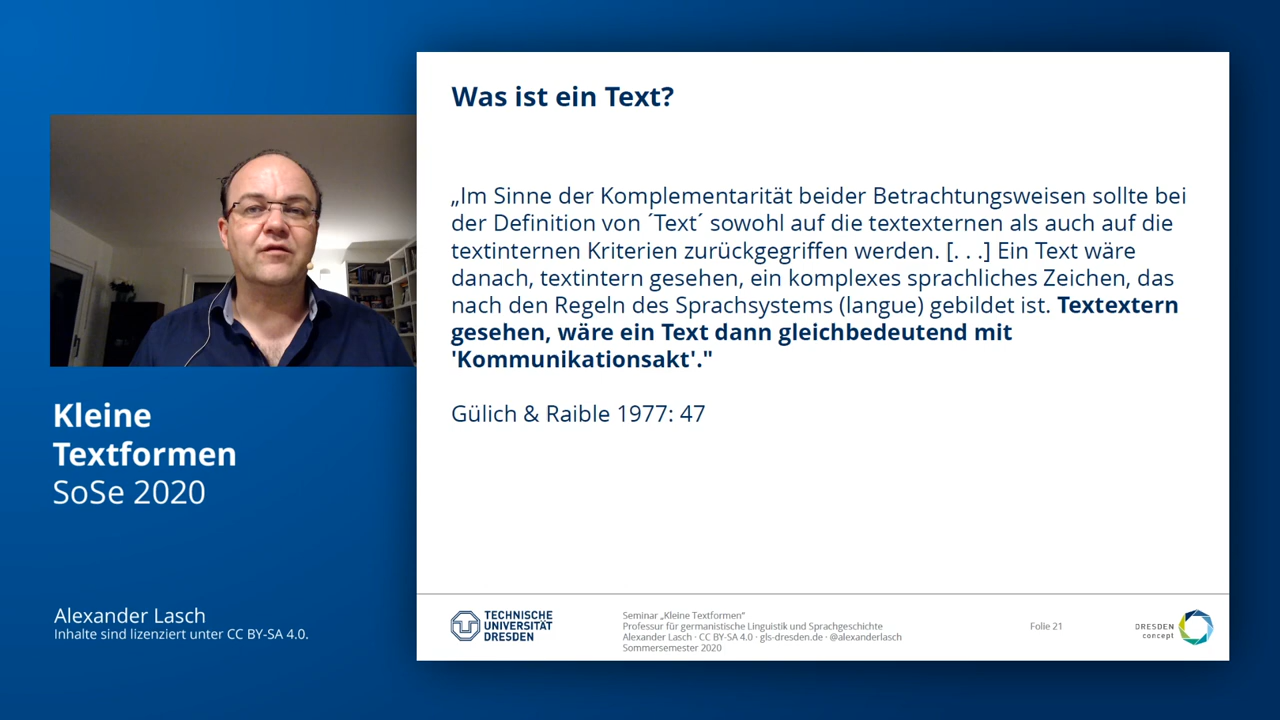 Was ist ein Text?
„Im Sinne der Komplementarität beider Betrachtungsweisen sollte bei
der Definition von ´Text´ sowohl auf die textexternen als auch auf die
textinternen Kriterien zurückgegriffen werden. [. . .] Ein Text wäre
danach, textintern gesehen, ein komplexes sprachliches Zeichen, das
nach den Regeln des Sprachsystems (langue) gebildet ist. Textextern
gesehen, wäre ein Text dann gleichbedeutend mit
'Kommunikationsakt'."
Gülich & Raible 1977: 47
Kleine
Textformen
SoSe 2020
Alexander Lasch
Inhalte sind lizenziert unter CC BY-SA 4.0.
TECHNISCHE
UNIVERSITÄT
DRESDEN
Seminar „Kleine Textformen“
Professur für germanistische Linguistik und Sprachgeschichte
Alexander Lasch · CC BY-SA 4.0 · gls-dresden.de · @alexanderlasch
Sommersemester 2020
Folie 21
DRESDEN
concept